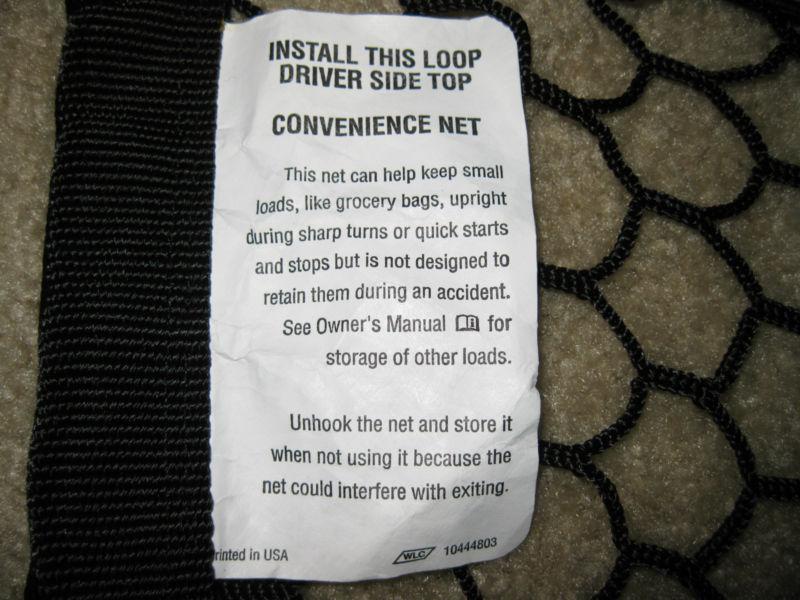 INSTALL THIS LOOP
DRIVER SIDE TOP
CONVENIENCE NET
This net can help keep small
loads, like grocery bags, upright
during sharp turns or quick starts
and stops but is not designed to
retain them during an accident.
See Owner's Manual for
storage of other loads.
Unhook the net and store it
when not using it because the
net could interfere with exiting.
rinted in USA WLC 10444803